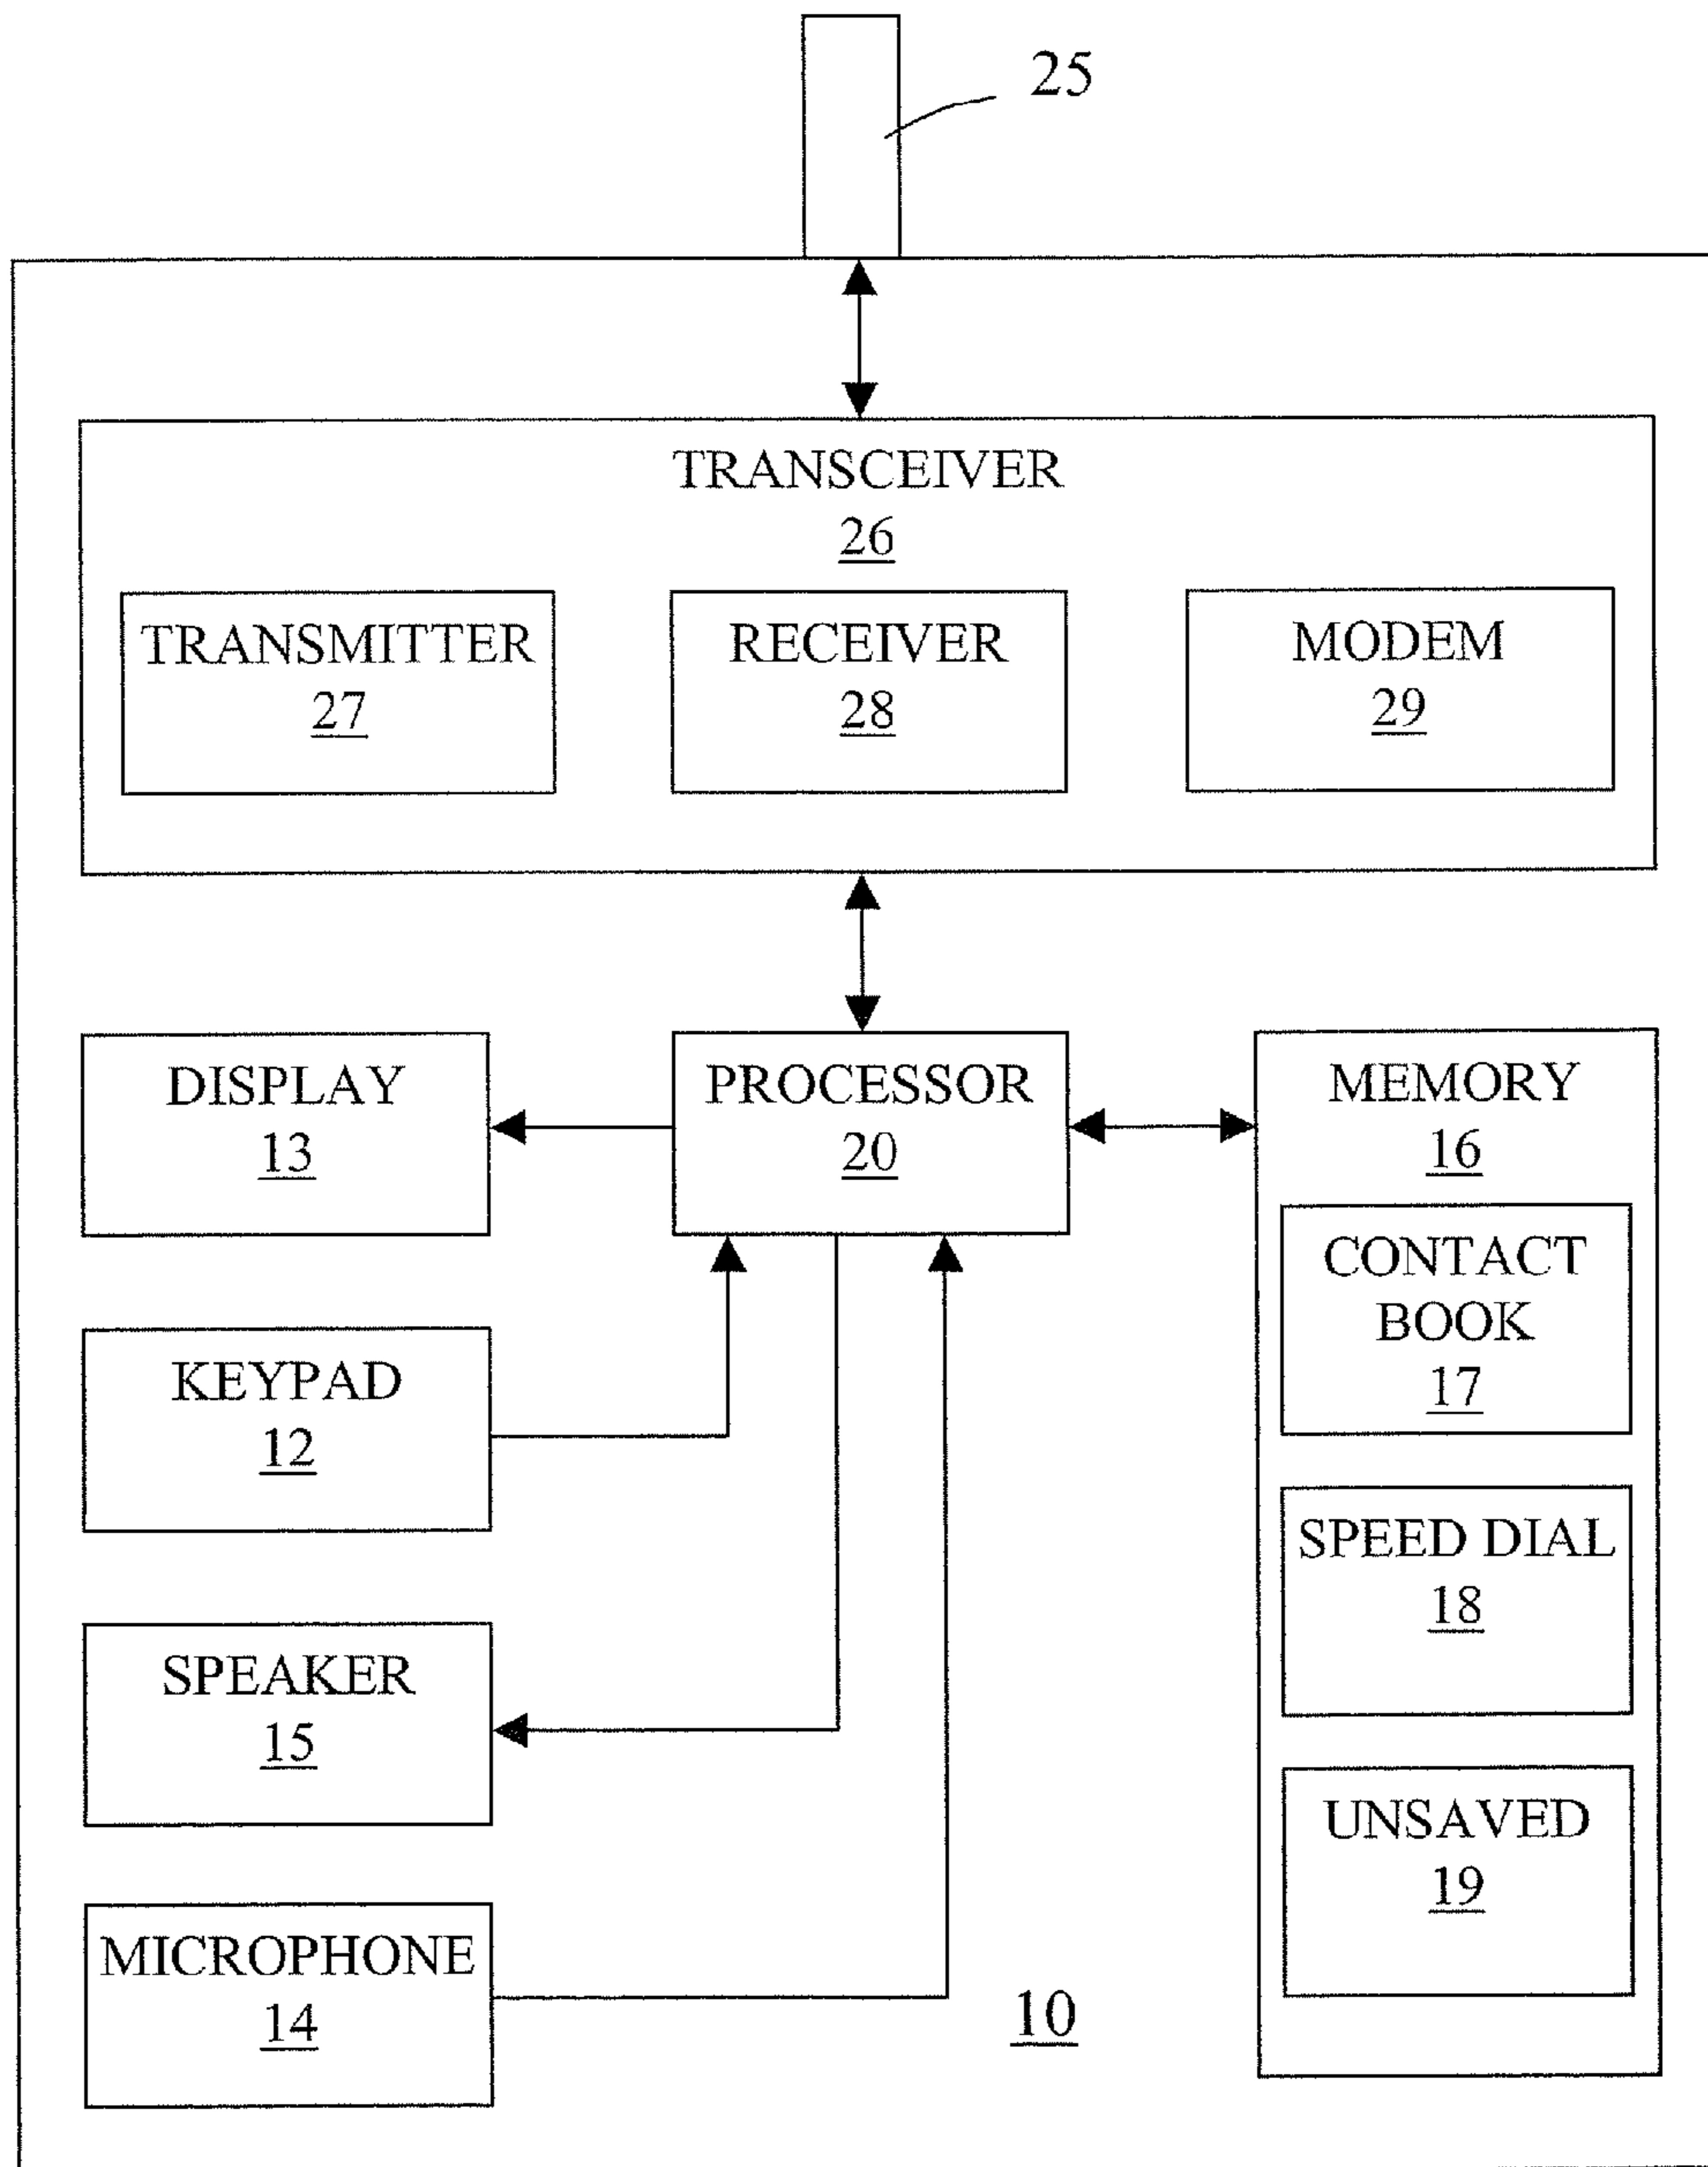 25
TRANSCEIVER
26
TRANSMITTER
27
RECEIVER
28
MODEM
29
DISPLAY
13
PROCESSOR
20
MEMORY
16
CONTACT
BOOK
17
KEYPAD
12
SPEED DIAL
18
SPEAKER
15
UNSAVED
19
MICROPHONE
14
10